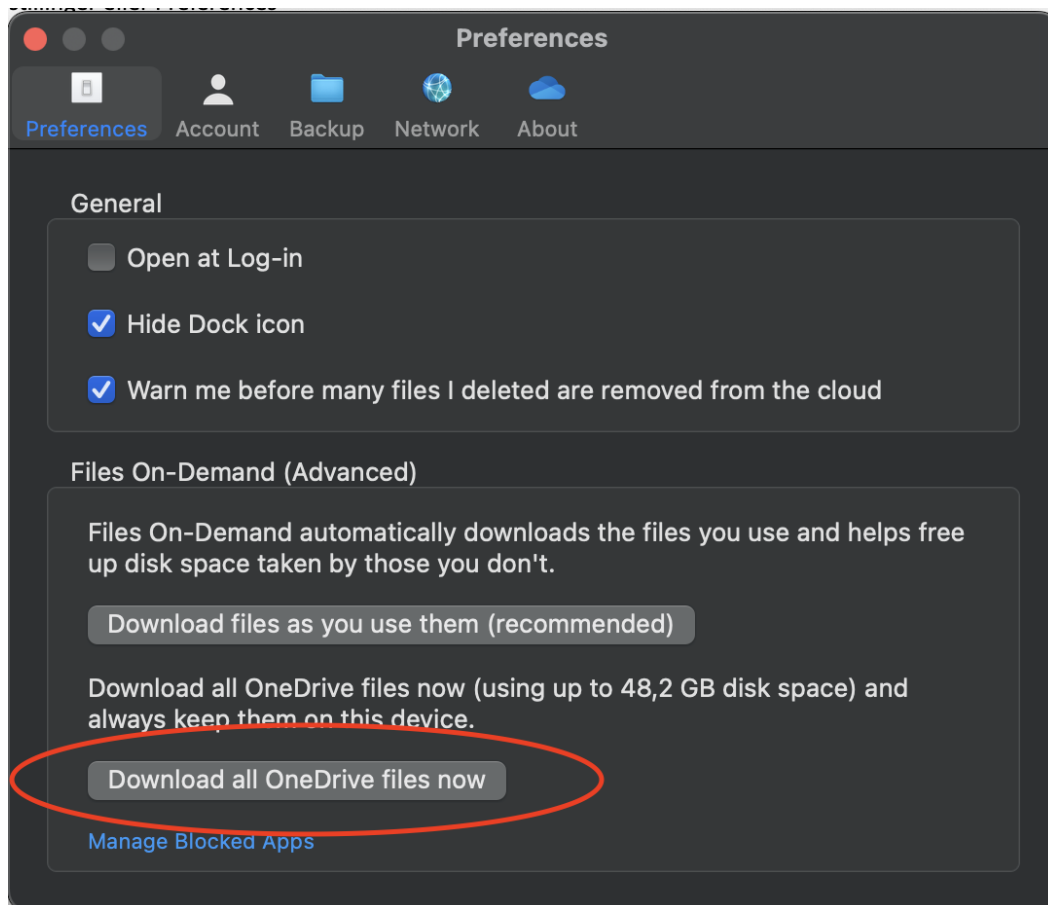 Preferences
Preferences Account Backup Network About
General
Open at Log-in
Hide Dock icon
Warn me before many files I deleted are removed from the cloud
Files On-Demand (Advanced)
Files On-Demand automatically downloads the files you use and helps free
up disk space taken by those you don't.
Download files as you use them (recommended)
Download all OneDrive files now (using up to 48,2 GB disk space) and
always keep them on this device.
Download all OneDrive files now
Manage Blocked Apps